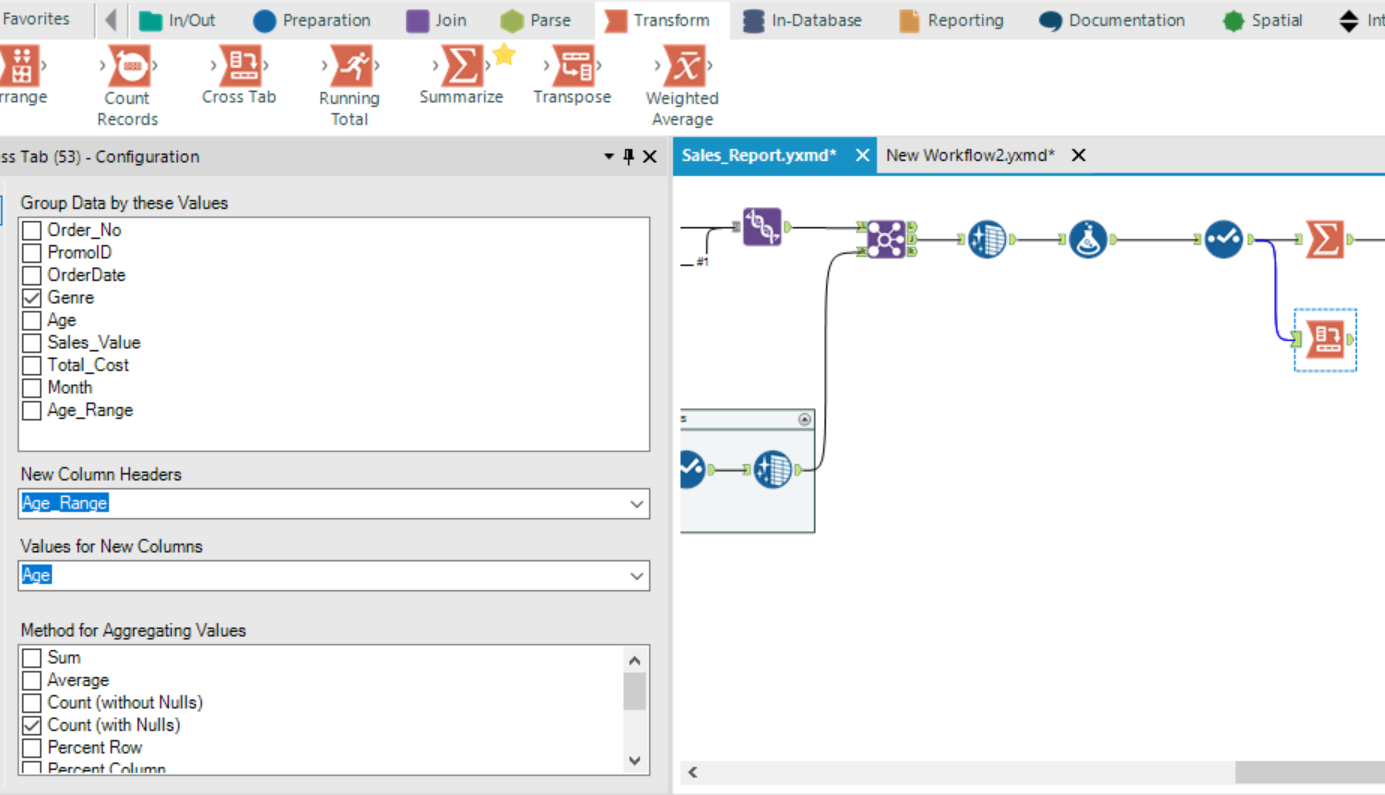 Favorites In/Out Preparation Join Parse Transform In-Database Reporting Documentation Spatial Int
rrange Count Records Cross Tab Running Total Summarize Transpose Weighted Average
ss Tab (53) - Configuration
Sales_Report.yxmd* New Workflow2.yxmd*
Group Data by these Values
Order_No
PromoID
OrderDate
Genre
Age
Sales_Value
Total_Cost
Month
Age_Range
New Column Headers
Age_Range
Values for New Columns
Age
Method for Aggregating Values
Sum
Average
Count (without Nulls)
Count (with Nulls)
Percent Row
Percent Column
#1
s